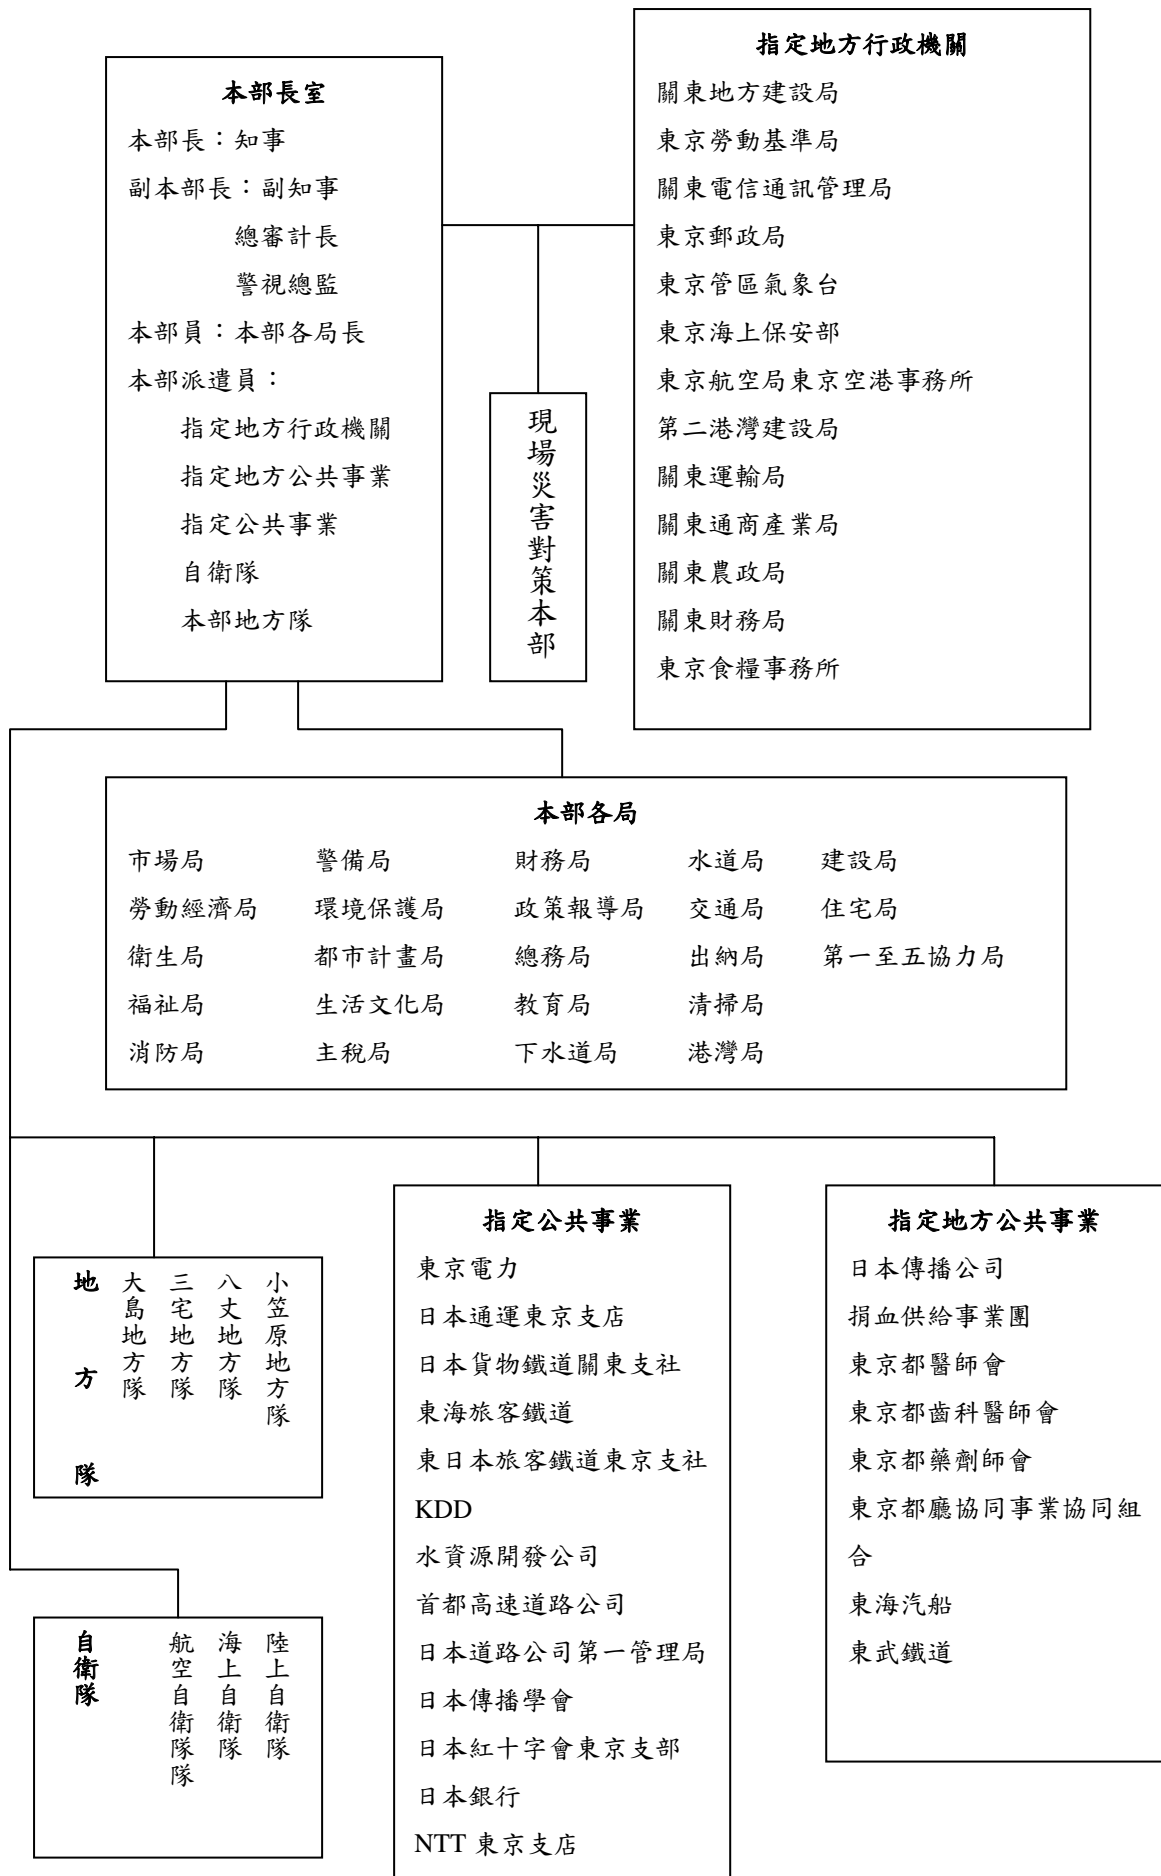 本部長室
本部長：知事
副本部長：副知事
總審計長
警視總監
本部員：本部各局長
本部派遣員：
指定地方行政機關
指定地方公共事業
指定公共事業
自衛隊
本部地方隊
現場災害對策本部
指定地方行政機關
關東地方建設局
東京勞動基準局
關東電信通訊管理局
東京郵政局
東京管區氣象台
東京海上保安部
東京航空局東京空港事務所
第二港灣建設局
關東運輸局
關東通商產業局
關東農政局
關東財務局
東京食糧事務所
本部各局
市場局 警備局 財務局 水道局 建設局
勞動經濟局 環境保護局 政策報導局 交通局 住宅局
衛生局 都市計畫局 總務局 出納局 第一至五協力局
福祉局 生活文化局 教育局 清掃局
消防局 主稅局 下水道局 港灣局
地方隊
大島地方隊
三宅地方隊
八丈地方隊
小笠原地方隊
自衛隊
航空自衛隊隊
海上自衛隊
陸上自衛隊
指定公共事業
東京電力
日本通運東京支店
日本貨物鐵道關東支社
東海旅客鐵道
東日本旅客鐵道東京支社
KDD
水資源開發公司
首都高速道路公司
日本道路公司第一管理局
日本傳播學會
日本紅十字會東京支部
日本銀行
NTT 東京支店
指定地方公共事業
日本傳播公司
捐血供給事業團
東京都醫師會
東京都齒科醫師會
東京都藥劑師會
東京都廳協同事業協同組
合
東海汽船
東武鐵道